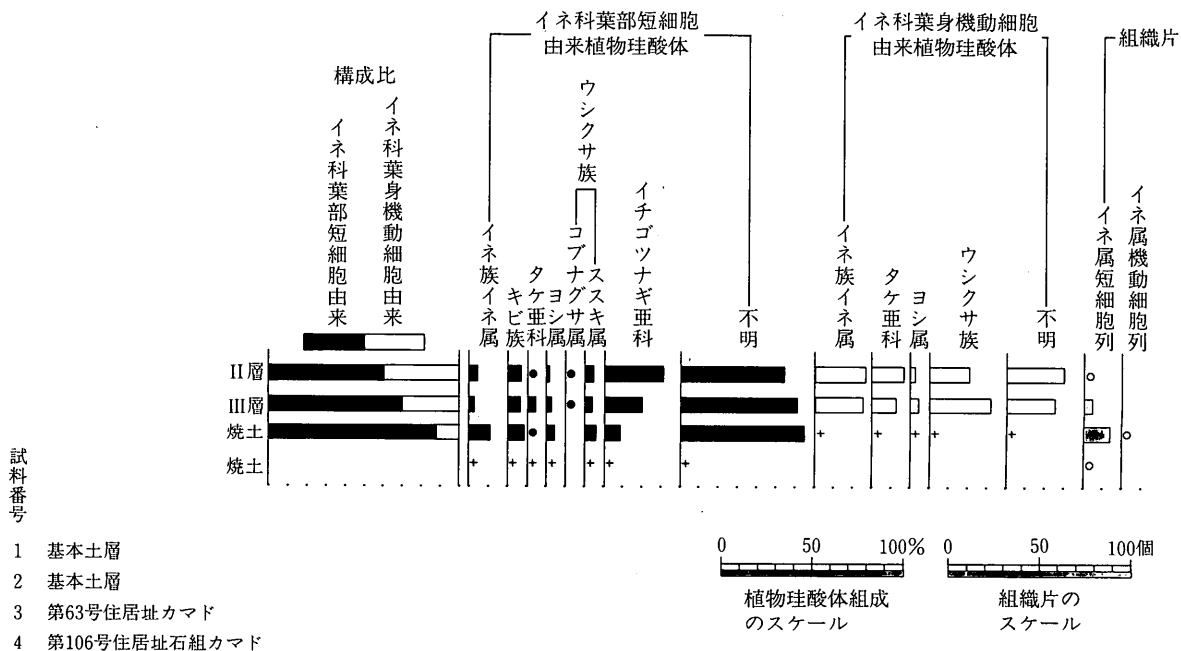 イネ科葉部短細胞
由来植物珪酸体
イネ科葉身機動細胞
由来植物珪酸体
組織片
構成比
イネ科葉部短細胞由来
イネ科葉身機動細胞由来
ウシクサ族
イネ族イネ属
キビ族
タケ亜科
ヨシ属
コブナグサ属
ススキ属
イチゴツナギ亜科
不明
イネ族イネ属
タケ亜科
ヨシ属
ウシクサ族
不明
イネ属短細胞列
イネ属機動細胞列
II層
III層
焼土
焼土
試料番号
1 基本土層
2 基本土層
3 第63号住居址カマド
4 第106号住居址石組カマド
0 50 100%
植物珪酸体組成
のスケール
0 50 100個
組織片の
スケール